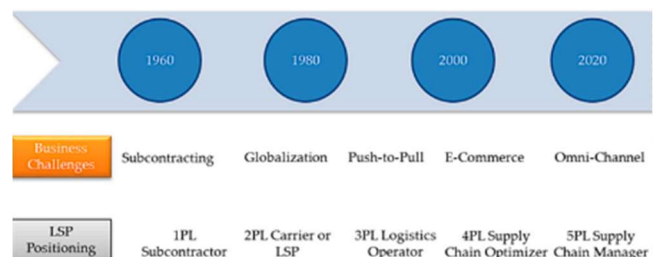 1960 1980 2000 2020
Business
Challenges
Subcontracting Globalization Push-to-Pull E-Commerce Omni-Channel
LSP
Positioning
1PL
Subcontractor
2PL Carrier or
LSP
3PL Logistics
Operator
4PL Supply
Chain Optimizer
5PL Supply
Chain Manager